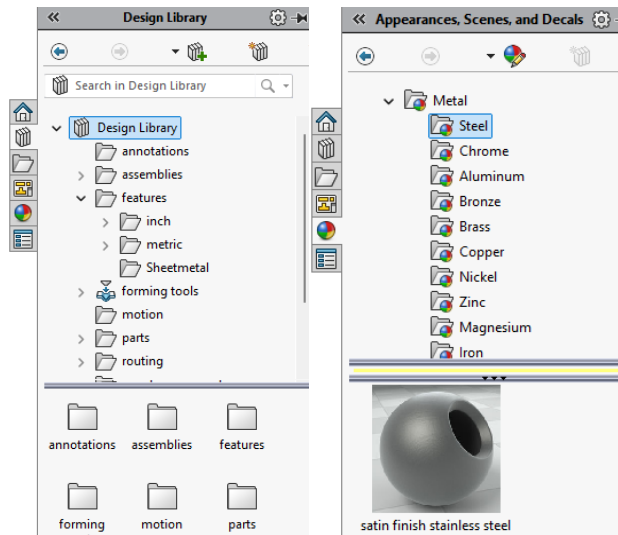 Design Library
Search in Design Library
Design Library
annotations
assemblies
features
inch
metric
Sheetmetal
forming tools
motion
parts
routing
annotations assemblies features
forming motion parts
Appearances, Scenes, and Decals
Metal
Steel
Chrome
Aluminum
Bronze
Brass
Copper
Nickel
Zinc
Magnesium
Iron
satin finish stainless steel